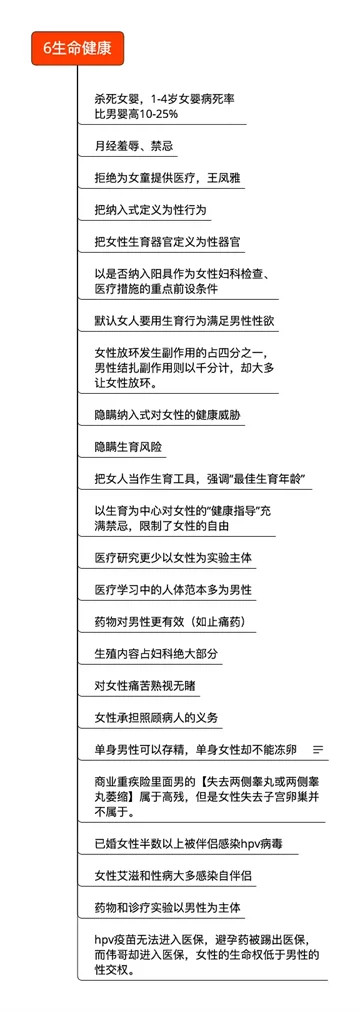 6生命健康
杀死女婴，1-4岁女婴病死率
比男婴高10-25%
月经羞辱、禁忌
拒绝为女童提供医疗，王凤雅
把纳入式定义为性行为
把女性生育器官定义为性器官
以是否纳入阳具作为女性妇科检查、
医疗措施的重点前设条件
默认女人要用生育行为满足男性性欲
女性放环发生副作用的占四分之一，
男性结扎副作用则以千分计，却大多
让女性放环。
隐瞒纳入式对女性的健康威胁
隐瞒生育风险
把女人当作生育工具，强调“最佳生育年龄”
以生育为中心对女性的“健康指导”充
满禁忌，限制了女性的自由
医疗研究更少以女性为实验主体
医疗学习中的人体范本多为男性
药物对男性更有效（如止痛药）
生殖内容占妇科绝大部分
对女性痛苦熟视无睹
女性承担照顾病人的义务
单身男性可以存精，单身女性却不能冻卵
商业重疾险里面男的【失去两侧睾丸或两侧睾
丸萎缩】属于高残，但是女性失去子宫卵巢并
不属于。
已婚女性半数以上被伴侣感染hpv病毒
女性艾滋和性病大多感染自伴侣
药物和诊疗实验以男性为主体
hpv疫苗无法进入医保，避孕药被踢出医保，
而伟哥却进入医保，女性的生命权低于男性的
性交权。